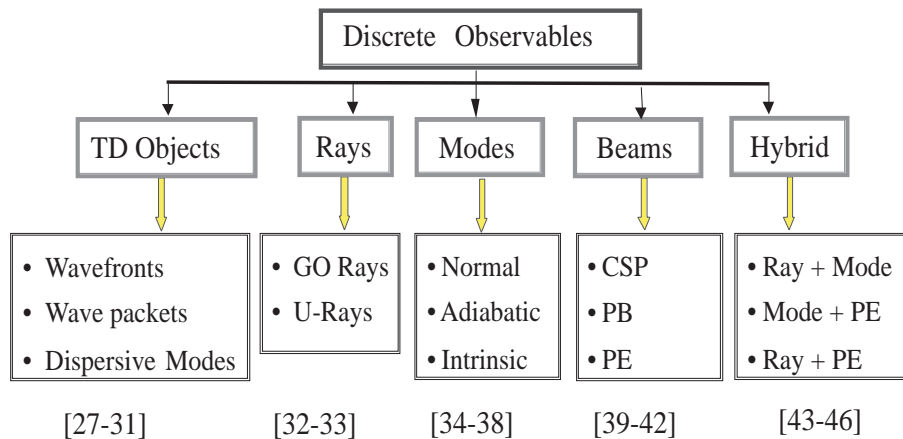 Discrete Observables
TD Objects
Rays
Modes
Beams
Hybrid
• Wavefronts
• Wave packets
• Dispersive Modes
• GO Rays
• U-Rays
• Normal
• Adiabatic
• Intrinsic
• CSP
• PB
• PE
• Ray + Mode
• Mode + PE
• Ray + PE
[27-31]
[32-33]
[34-38]
[39-42]
[43-46]